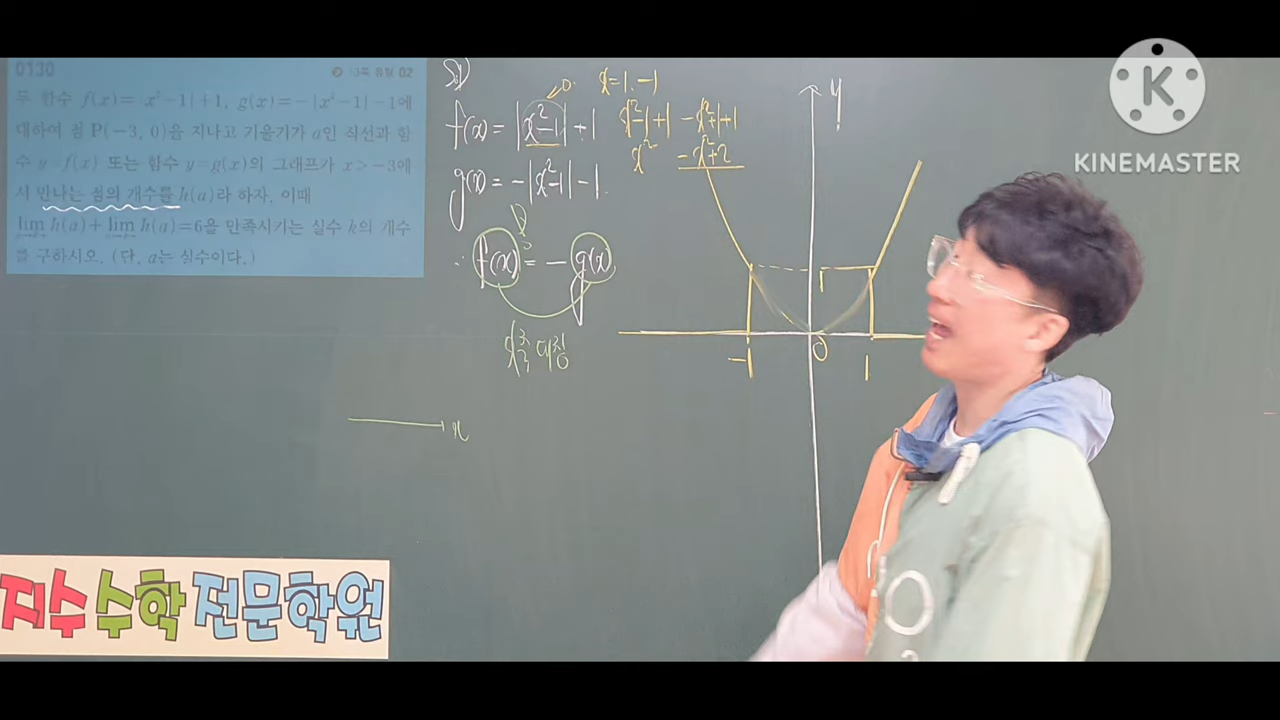 0130
유형 02
두 함수 f(x)=|x²-1|+1, g(x)=-|x²-1|-1에
대하여 점 P(-3, 0)을 지나고 기울기가 a인 직선과 함
수 y=f(x) 또는 함수 y=g(x)의 그래프가 x>-3에
서 만나는 점의 개수를 h(a)라 하자. 이때
lim h(a)+lim h(a)=6을 만족시키는 실수 k의 개수
를 구하시오. (단, a는 실수이다.)
0. x=1, -1
f(x) = |x²-1|+1
x²-1+1 -x²+1+1
x² -x²+2
g(x) = -|x²-1|-1.
∴ f(x) = -g(x)
x축 대칭
x
y
1
-1 0 1
KINEMASTER
지수 수학 전문학원